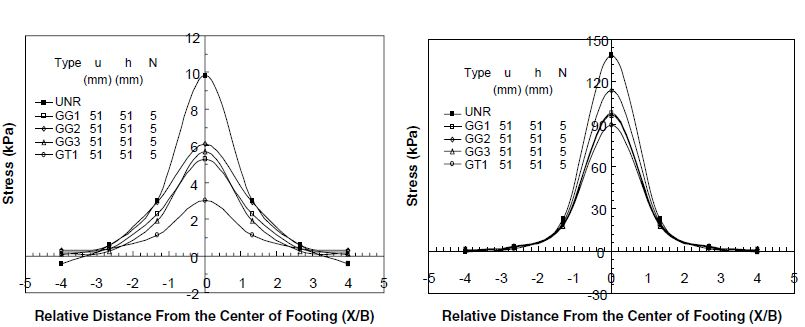 12
10
8
6
4
2
0
-2
-5 -4 -3 -2 -1 0 1 2 3 4 5
Type u h N
(mm) (mm)
UNR
GG1 51 51 5
GG2 51 51 5
GG3 51 51 5
GT1 51 51 5
Stress (kPa)
Relative Distance From the Center of Footing (X/B)
150
120
90
60
30
0
-30
-5 -4 -3 -2 -1 0 1 2 3 4 5
Type u h N
(mm) (mm)
UNR
GG1 51 51 5
GG2 51 51 5
GG3 51 51 5
GT1 51 51 5
Stress (kPa)
Relative Distance From the Center of Footing (X/B)